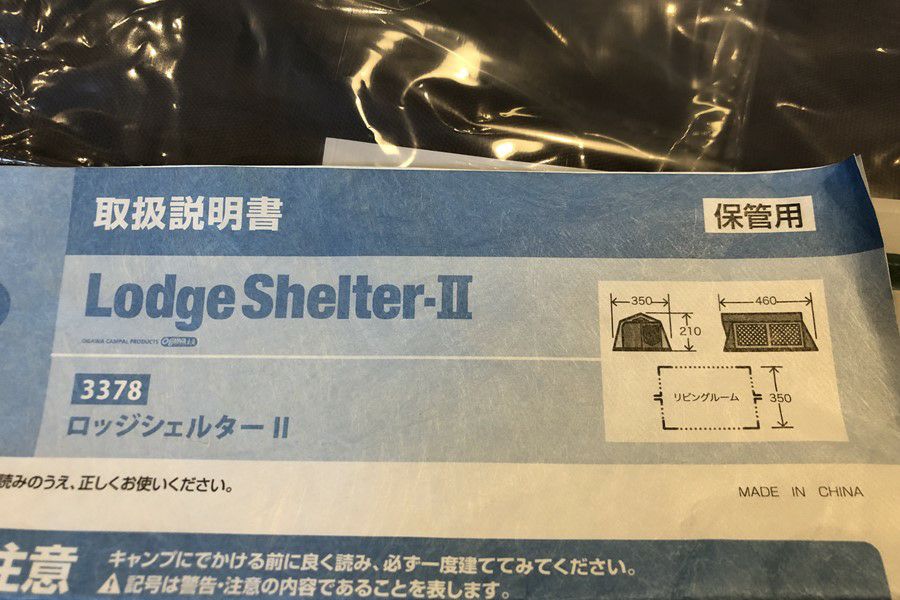 取扱説明書
保管用
Lodge Shelter-II
OGAWA CAMPAL PRODUCTS
3378
ロッジシェルター II
350
460
210
リビングルーム
350
読みのうえ、正しくお使いください。
MADE IN CHINA
注意
キャンプにでかける前に良く読み、必ず一度建ててみてください。
記号は警告・注意の内容であることを表します。